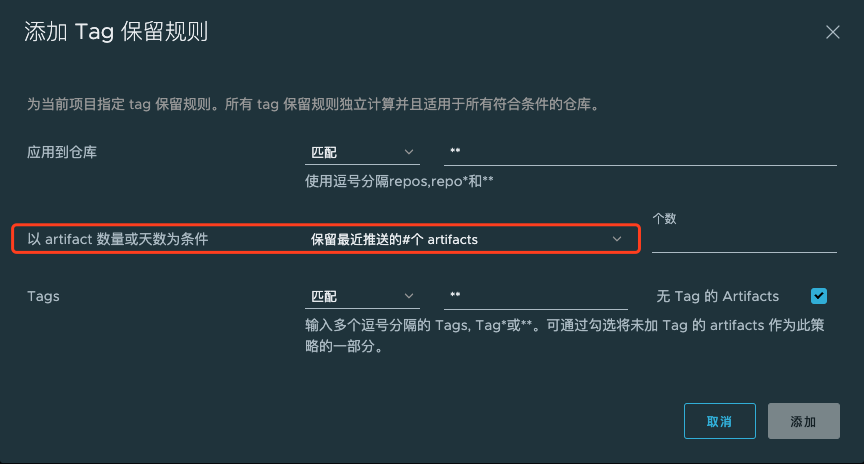 添加 Tag 保留规则
为当前项目指定 tag 保留规则。所有 tag 保留规则独立计算并且适用于所有符合条件的仓库。
应用到仓库 匹配 **
使用逗号分隔repos,repo*和**
个数
以 artifact 数量或天数为条件 保留最近推送的#个 artifacts
Tags 匹配 ** 无 Tag 的 Artifacts
输入多个逗号分隔的 Tags, Tag*或**。可通过勾选将未加 Tag 的 artifacts 作为此策
略的一部分。
取消 添加